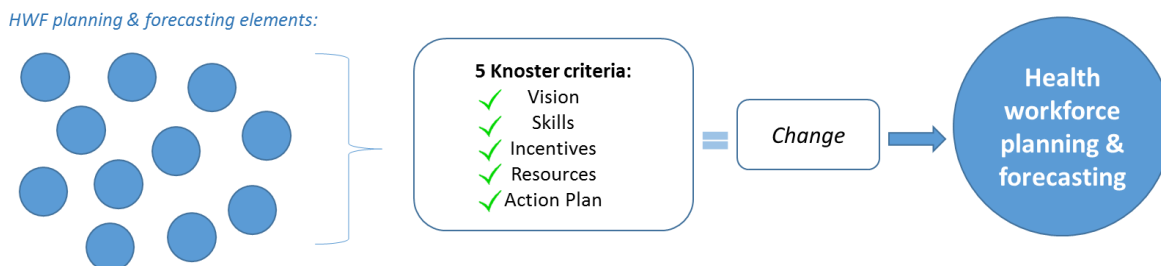 HWF planning & forecasting elements:
5 Knoster criteria:
Vision
Skills
Incentives
Resources
Action Plan
Change
Health
workforce
planning &
forecasting